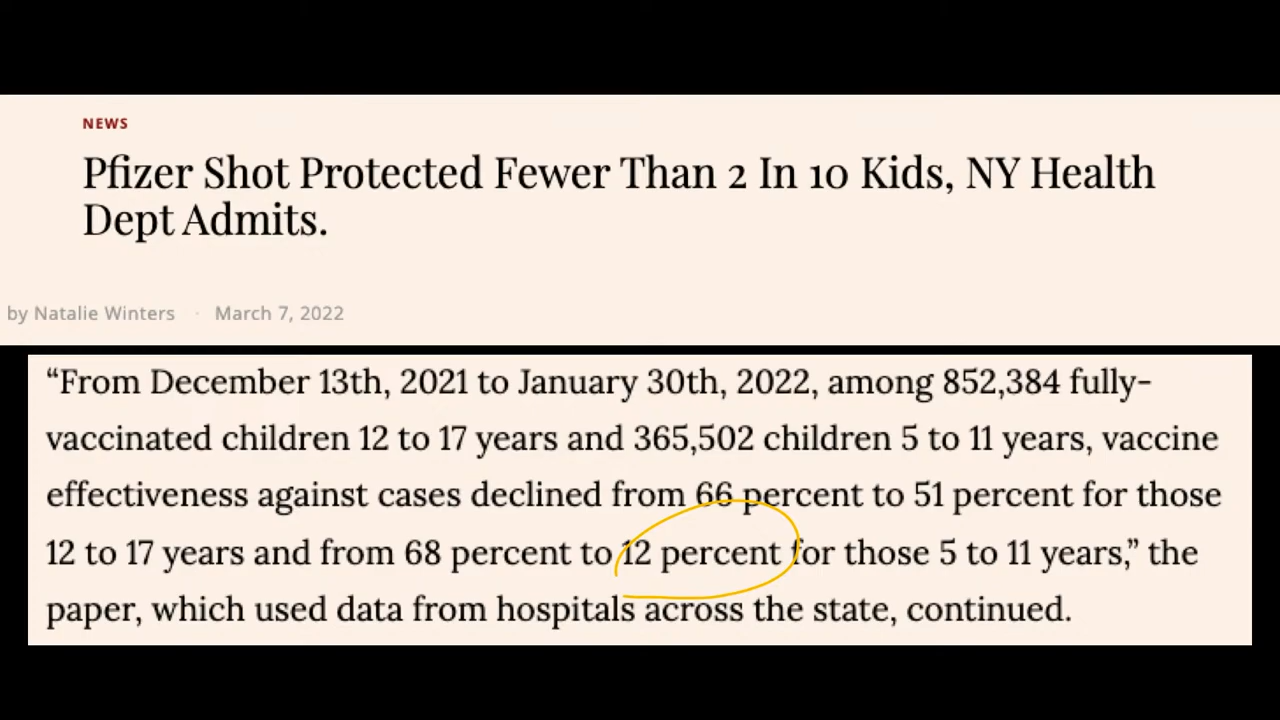 NEWS
Pfizer Shot Protected Fewer Than 2 In 10 Kids, NY Health
Dept Admits.
by Natalie Winters · March 7, 2022
“From December 13th, 2021 to January 30th, 2022, among 852,384 fully-
vaccinated children 12 to 17 years and 365,502 children 5 to 11 years, vaccine
effectiveness against cases declined from 66 percent to 51 percent for those
12 to 17 years and from 68 percent to 12 percent for those 5 to 11 years,” the
paper, which used data from hospitals across the state, continued.